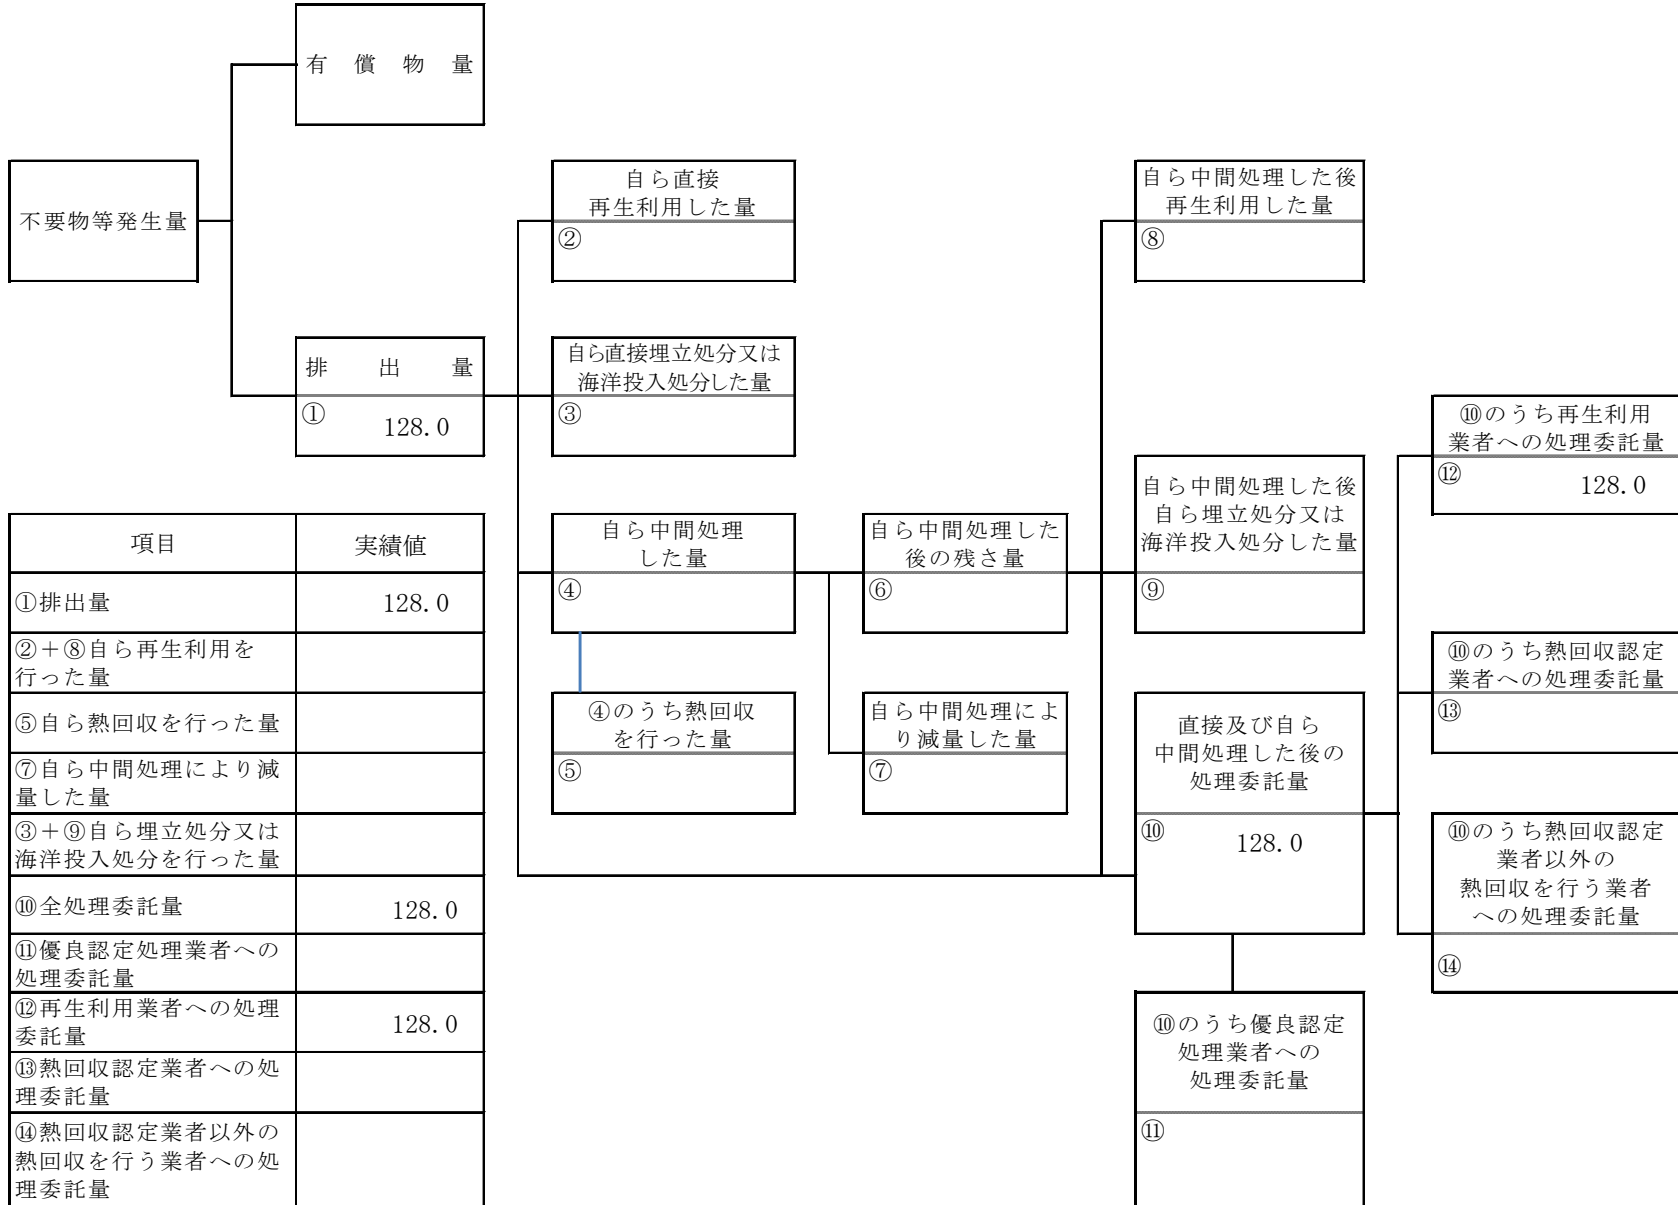 有償物量
不要物等発生量
自ら直接
再生利用した量
②
自ら中間処理した後
再生利用した量
⑧
排出量
①
128.0
自ら直接埋立処分又は
海洋投入処分した量
③
⑩のうち再生利用
業者への処理委託量
⑫
128.0
自ら中間処理した後
自ら埋立処分又は
海洋投入処分した量
⑨
自ら中間処理
した量
④
自ら中間処理した
後の残さ量
⑥
④のうち熱回収
を行った量
⑤
自ら中間処理によ
り減量した量
⑦
直接及び自ら
中間処理した後の
処理委託量
⑩
128.0
⑩のうち熱回収認定
業者への処理委託量
⑬
⑩のうち熱回収認定
業者以外の
熱回収を行う業者
への処理委託量
⑭
⑩のうち優良認定
処理業者への
処理委託量
⑪
項目 実績値
①排出量 128.0
②+⑧自ら再生利用を
行った量
⑤自ら熱回収を行った量
⑦自ら中間処理により減
量した量
③+⑨自ら埋立処分又は
海洋投入処分を行った量
⑩全処理委託量 128.0
⑪優良認定処理業者への
処理委託量
⑫再生利用業者への処理
委託量 128.0
⑬熱回収認定業者への処
理委託量
⑭熱回収認定業者以外の
熱回収を行う業者への処
理委託量